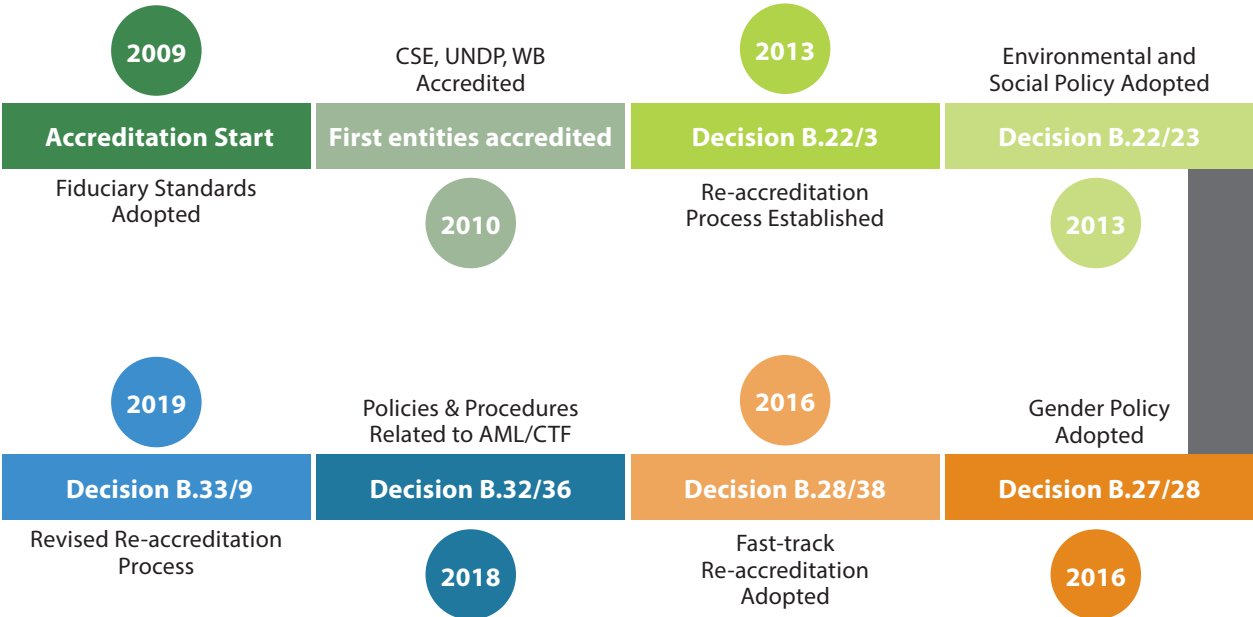 2009
CSE, UNDP, WB
Accredited
2013
Environmental and
Social Policy Adopted
Accreditation Start
First entities accredited
Decision B.22/3
Decision B.22/23
Fiduciary Standards
Adopted
2010
Re-accreditation
Process Established
2013
2019
Policies & Procedures
Related to AML/CTF
2016
Gender Policy
Adopted
Decision B.33/9
Decision B.32/36
Decision B.28/38
Decision B.27/28
Revised Re-accreditation
Process
2018
Fast-track
Re-accreditation
Adopted
2016